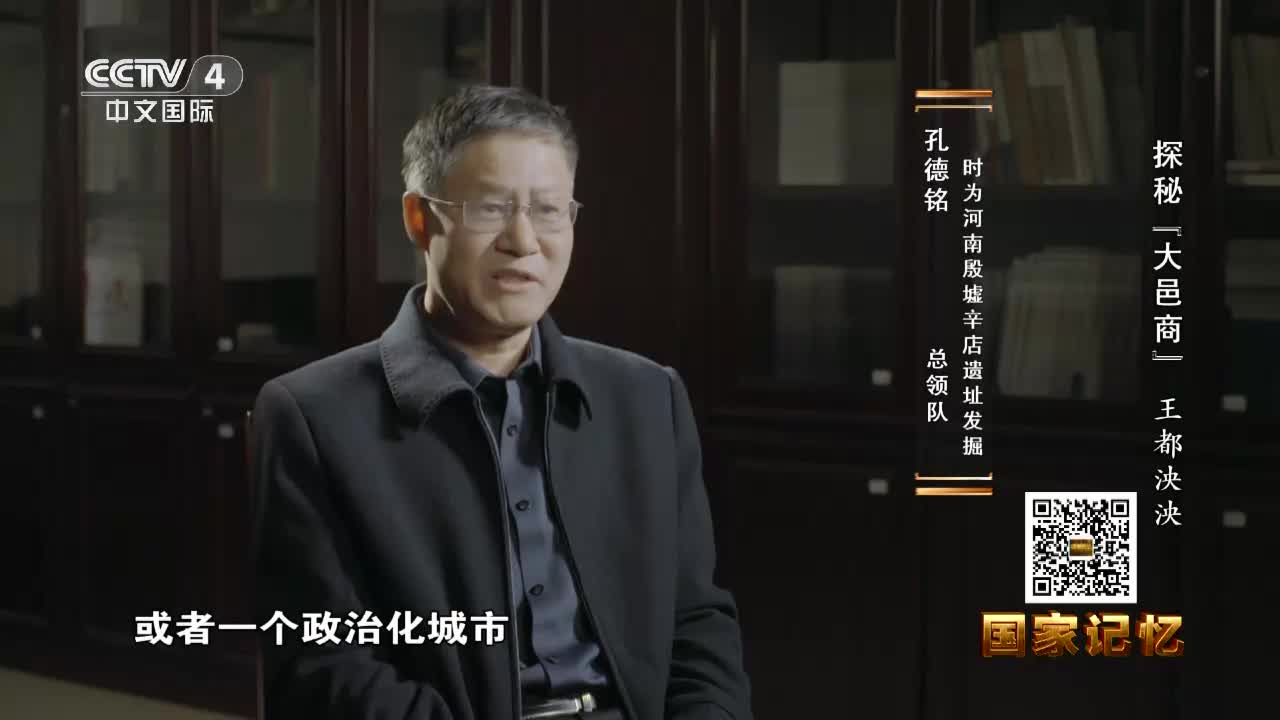 CCTV 4
中文国际
探秘『大邑商』 王都泱泱
时为河南殷墟辛店遗址发掘
孔德铭 总领队
或者一个政治化城市
国家记忆